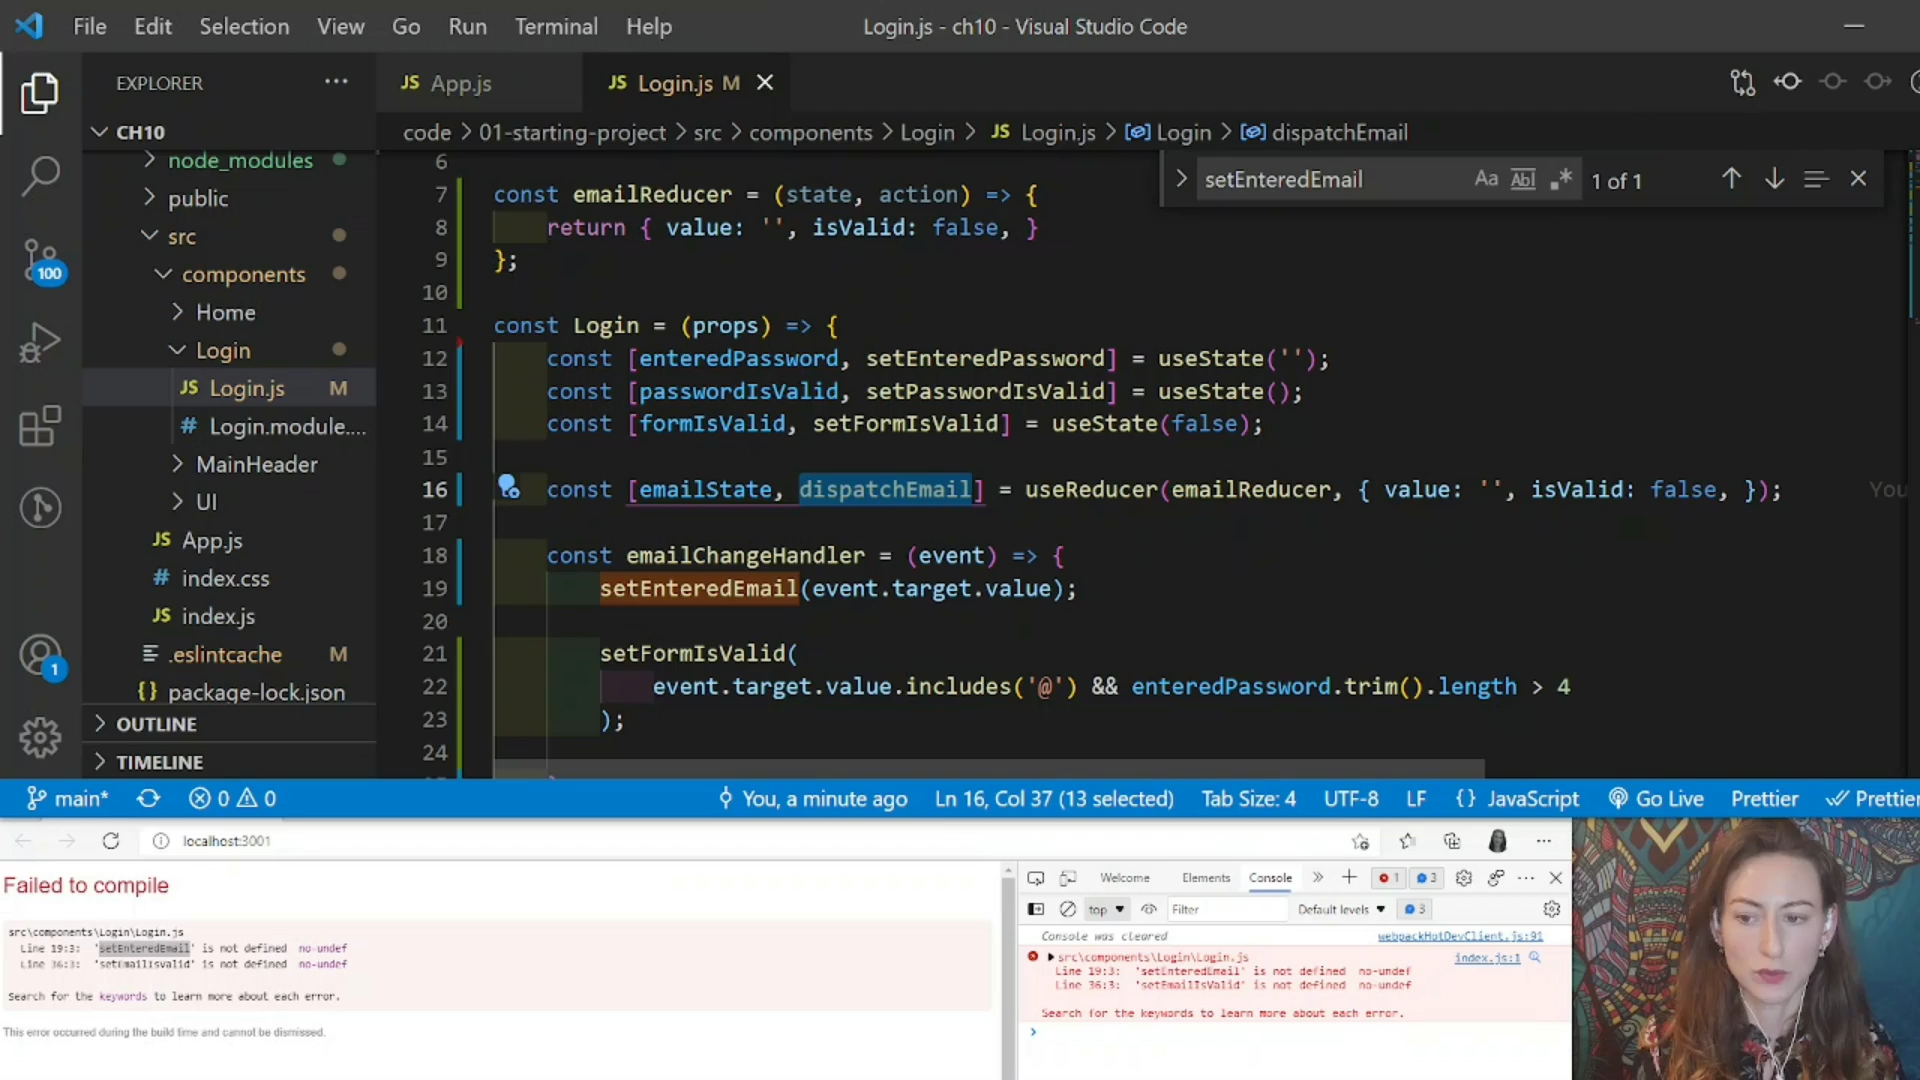 File Edit Selection View Go Run Terminal Help
Login.js - ch10 - Visual Studio Code
EXPLORER
JS App.js
JS Login.js M
CH10
code > 01-starting-project > src > components > Login > JS Login.js > Login > dispatchEmail
node_modules
public
src
components
Home
Login
JS Login.js M
# Login.module....
MainHeader
UI
JS App.js
# index.css
JS index.js
.eslintcache M
{} package-lock.json
OUTLINE
TIMELINE
100
1
setEnteredEmail Aa Abl .* 1 of 1
6
7 const emailReducer = (state, action) => {
8 return { value: '', isValid: false, }
9 };
10
11 const Login = (props) => {
12 const [enteredPassword, setEnteredPassword] = useState('');
13 const [passwordIsValid, setPasswordIsValid] = useState();
14 const [formIsValid, setFormIsValid] = useState(false);
15
16 const [emailState, dispatchEmail] = useReducer(emailReducer, { value: '', isValid: false, }); You
17
18 const emailChangeHandler = (event) => {
19 setEnteredEmail(event.target.value);
20
21 setFormIsValid(
22 event.target.value.includes('@') && enteredPassword.trim().length > 4
23 );
24
main* 0 0 You, a minute ago Ln 16, Col 37 (13 selected) Tab Size: 4 UTF-8 LF {} JavaScript Go Live Prettier Prettier
localhost:3001
Failed to compile
src\components\Login\Login.js
Line 19:3: 'setEnteredEmail' is not defined no-undef
Line 36:3: 'setEmailIsValid' is not defined no-undef
Search for the keywords to learn more about each error.
This error occurred during the build time and cannot be dismissed.
Welcome Elements Console » + 1 3
top Filter Default levels 3
Console was cleared webpackHotDevClient.js:91
src\components\Login\Login.js index.js:1
Line 19:3: 'setEnteredEmail' is not defined no-undef
Line 36:3: 'setEmailIsValid' is not defined no-undef
Search for the keywords to learn more about each error.